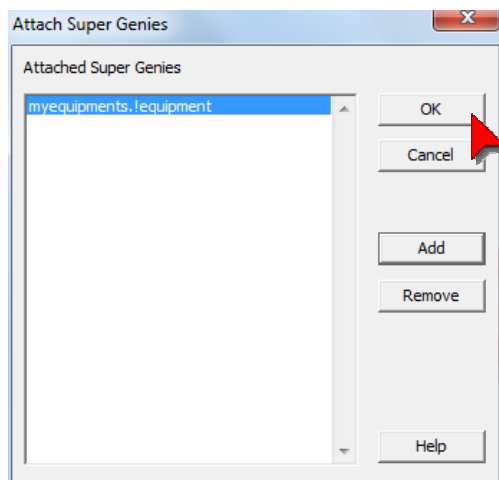 Attach Super Genies
Attached Super Genies
myequipments.!equipment
OK
Cancel
Add
Remove
Help